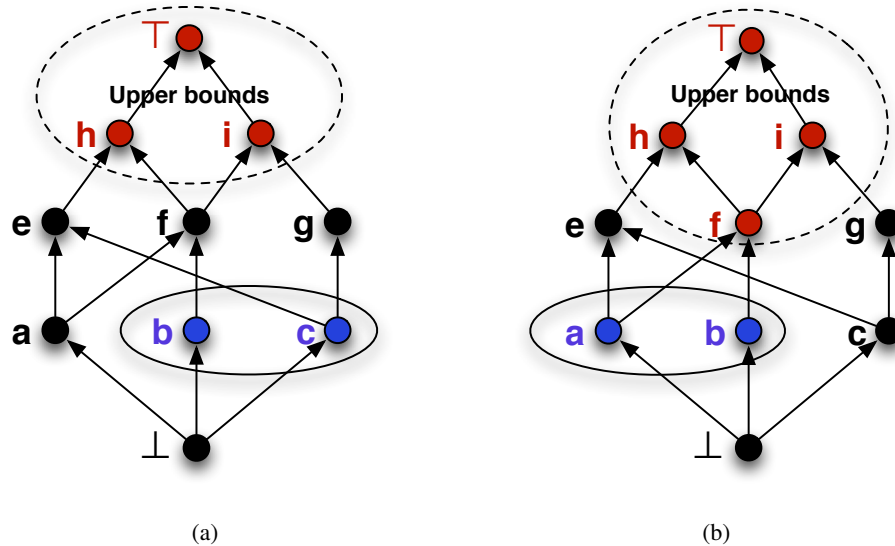 ⊤ ⊤
Upper bounds Upper bounds
h i h i
e f g e f g
a b c a b c
⊥ ⊥
(a) (b)